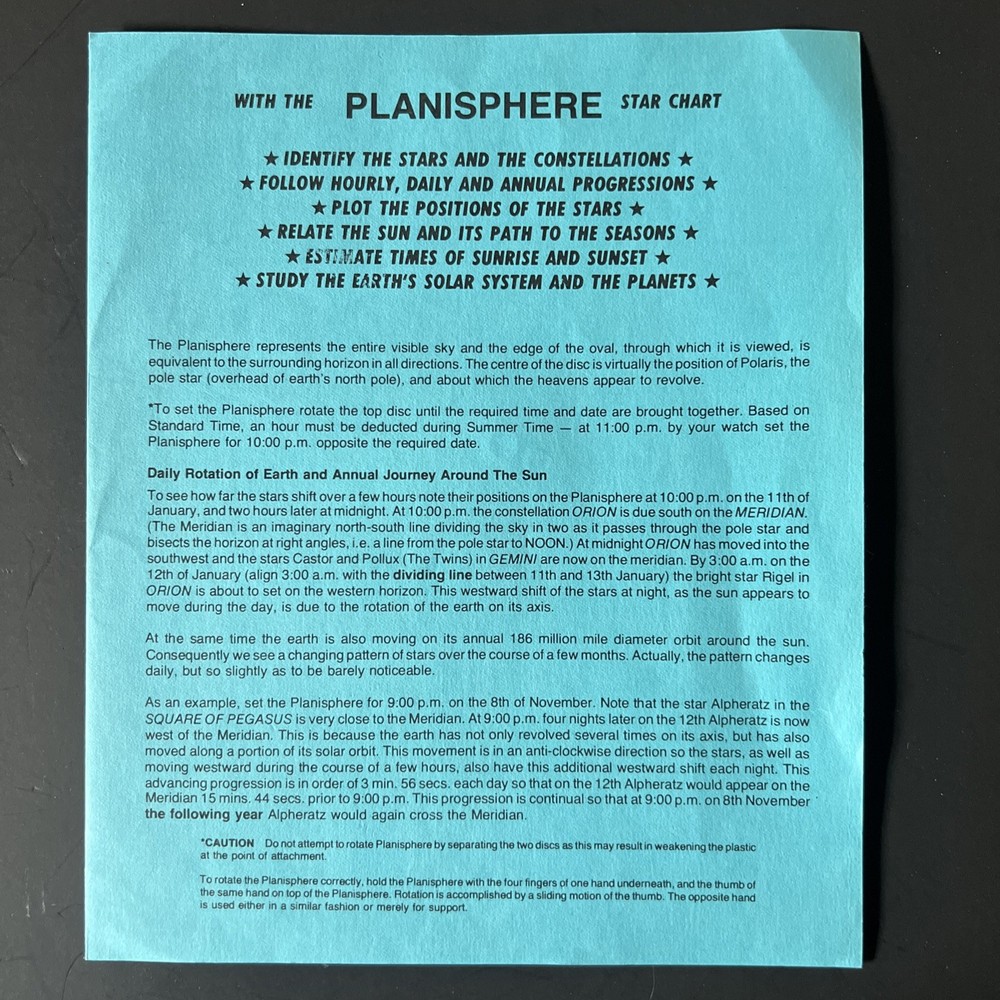 WITH THE PLANISPHERE STAR CHART
★ IDENTIFY THE STARS AND THE CONSTELLATIONS ★
★ FOLLOW HOURLY, DAILY AND ANNUAL PROGRESSIONS ★
★ PLOT THE POSITIONS OF THE STARS ★
★ RELATE THE SUN AND ITS PATH TO THE SEASONS ★
★ ESTIMATE TIMES OF SUNRISE AND SUNSET ★
★ STUDY THE EARTH'S SOLAR SYSTEM AND THE PLANETS ★
The Planisphere represents the entire visible sky and the edge of the oval, through which it is viewed, is
equivalent to the surrounding horizon in all directions. The centre of the disc is virtually the position of Polaris, the
pole star (overhead of earth's north pole), and about which the heavens appear to revolve.
*To set the Planisphere rotate the top disc until the required time and date are brought together. Based on
Standard Time, an hour must be deducted during Summer Time — at 11:00 p.m. by your watch set the
Planisphere for 10:00 p.m. opposite the required date.
Daily Rotation of Earth and Annual Journey Around The Sun
To see how far the stars shift over a few hours note their positions on the Planisphere at 10:00 p.m. on the 11th of
January, and two hours later at midnight. At 10:00 p.m. the constellation ORION is due south on the MERIDIAN.
(The Meridian is an imaginary north-south line dividing the sky in two as it passes through the pole star and
bisects the horizon at right angles, i.e. a line from the pole star to NOON.) At midnight ORION has moved into the
southwest and the stars Castor and Pollux (The Twins) in GEMINI are now on the meridian. By 3:00 a.m. on the
12th of January (align 3:00 a.m. with the dividing line between 11th and 13th January) the bright star Rigel in
ORION is about to set on the western horizon. This westward shift of the stars at night, as the sun appears to
move during the day, is due to the rotation of the earth on its axis.
At the same time the earth is also moving on its annual 186 million mile diameter orbit around the sun.
Consequently we see a changing pattern of stars over the course of a few months. Actually, the pattern changes
daily, but so slightly as to be barely noticeable.
As an example, set the Planisphere for 9:00 p.m. on the 8th of November. Note that the star Alpheratz in the
SQUARE OF PEGASUS is very close to the Meridian. At 9:00 p.m. four nights later on the 12th Alpheratz is now
west of the Meridian. This is because the earth has not only revolved several times on its axis, but has also
moved along a portion of its solar orbit. This movement is in an anti-clockwise direction so the stars, as well as
moving westward during the course of a few hours, also have this additional westward shift each night. This
advancing progression is in order of 3 min. 56 secs. each day so that on the 12th Alpheratz would appear on the
Meridian 15 mins. 44 secs. prior to 9:00 p.m. This progression is continual so that at 9:00 p.m. on 8th November
the following year Alpheratz would again cross the Meridian.
*CAUTION Do not attempt to rotate Planisphere by separating the two discs as this may result in weakening the plastic
at the point of attachment.
To rotate the Planisphere correctly, hold the Planisphere with the four fingers of one hand underneath, and the thumb of
the same hand on top of the Planisphere. Rotation is accomplished by a sliding motion of the thumb. The opposite hand
is used either in a similar fashion or merely for support.